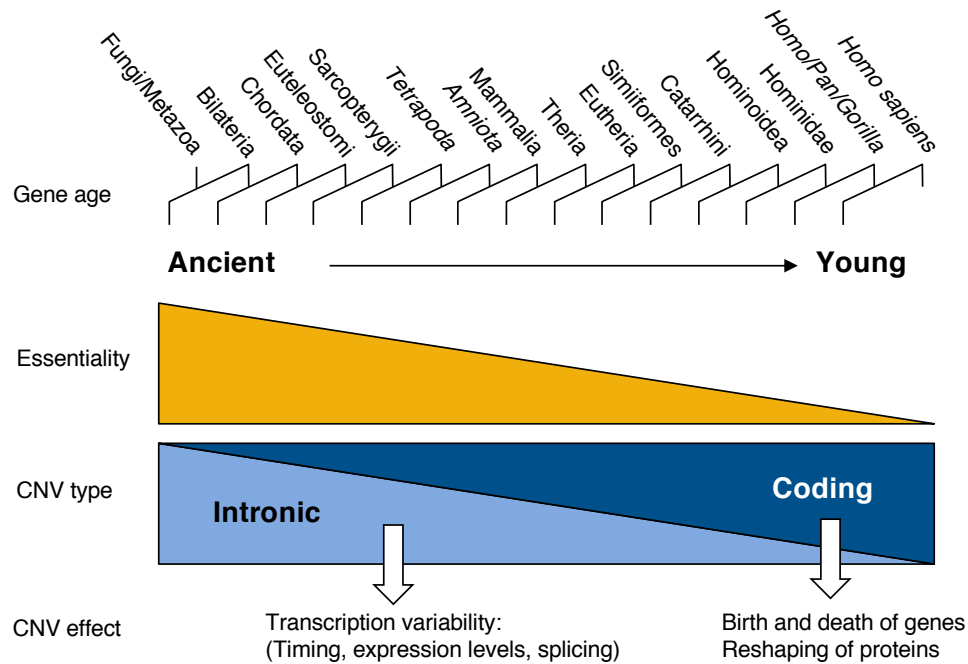 Fungi/Metazoa
Bilateria
Chordata
Euteleostomi
Sarcopterygii
Tetrapoda
Amniota
Mammalia
Theria
Eutheria
Simiiformes
Catarrhini
Hominoidea
Hominidae
Homo/Pan/Gorilla
Homo sapiens
Gene age
Ancient
Young
Essentiality
CNV type
Intronic
Coding
CNV effect
Transcription variability:
(Timing, expression levels, splicing)
Birth and death of genes
Reshaping of proteins